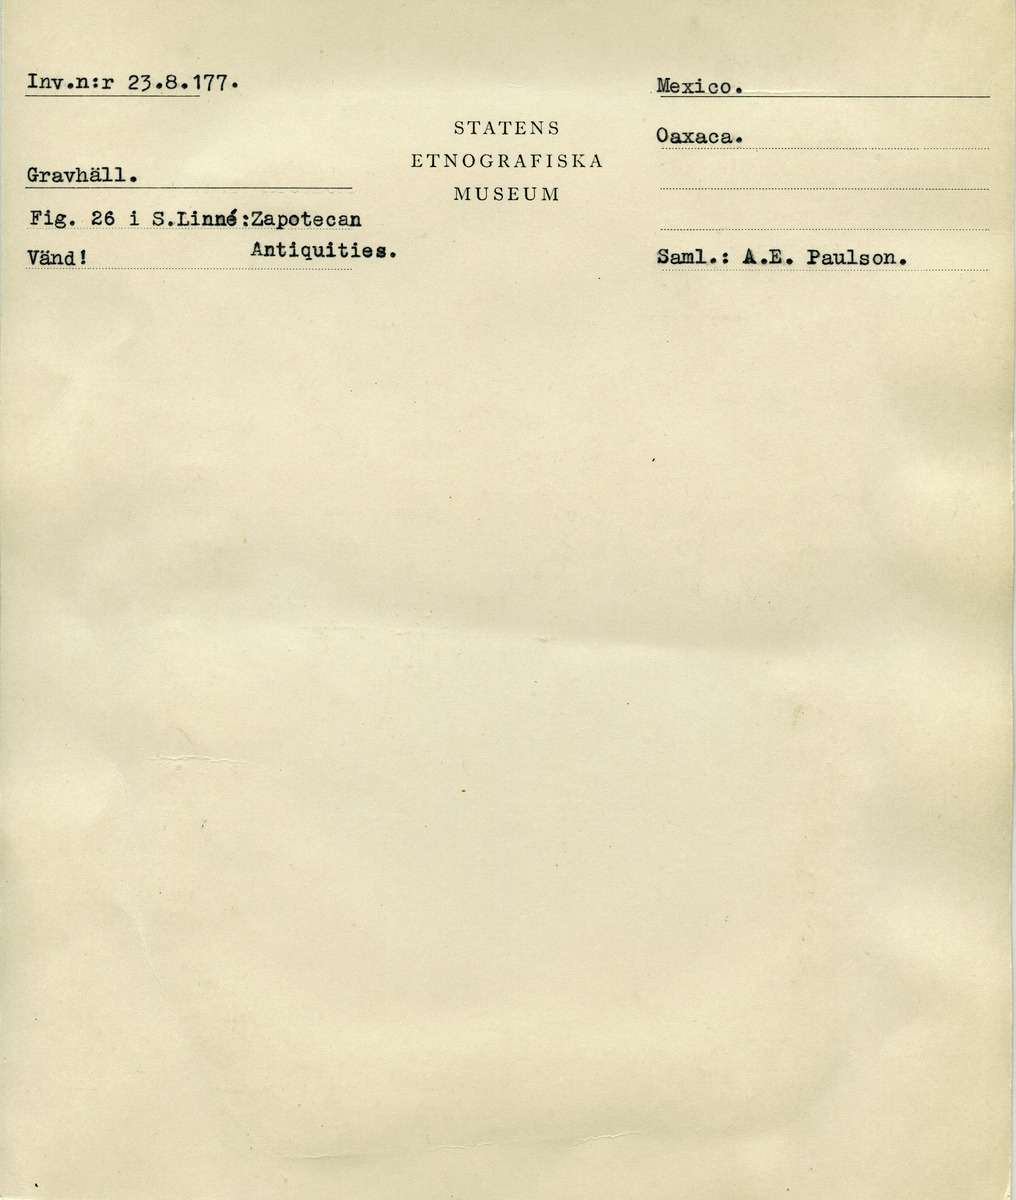 Inv.n:r 23.8.177.
Gravhäll.
Fig. 26 i S.Linné:Zapotecan
Antiquities.
Vänd!
STATENS
ETNOGRAFISKA
MUSEUM
Mexico.
Oaxaca.
Saml.: A.E. Paulson.